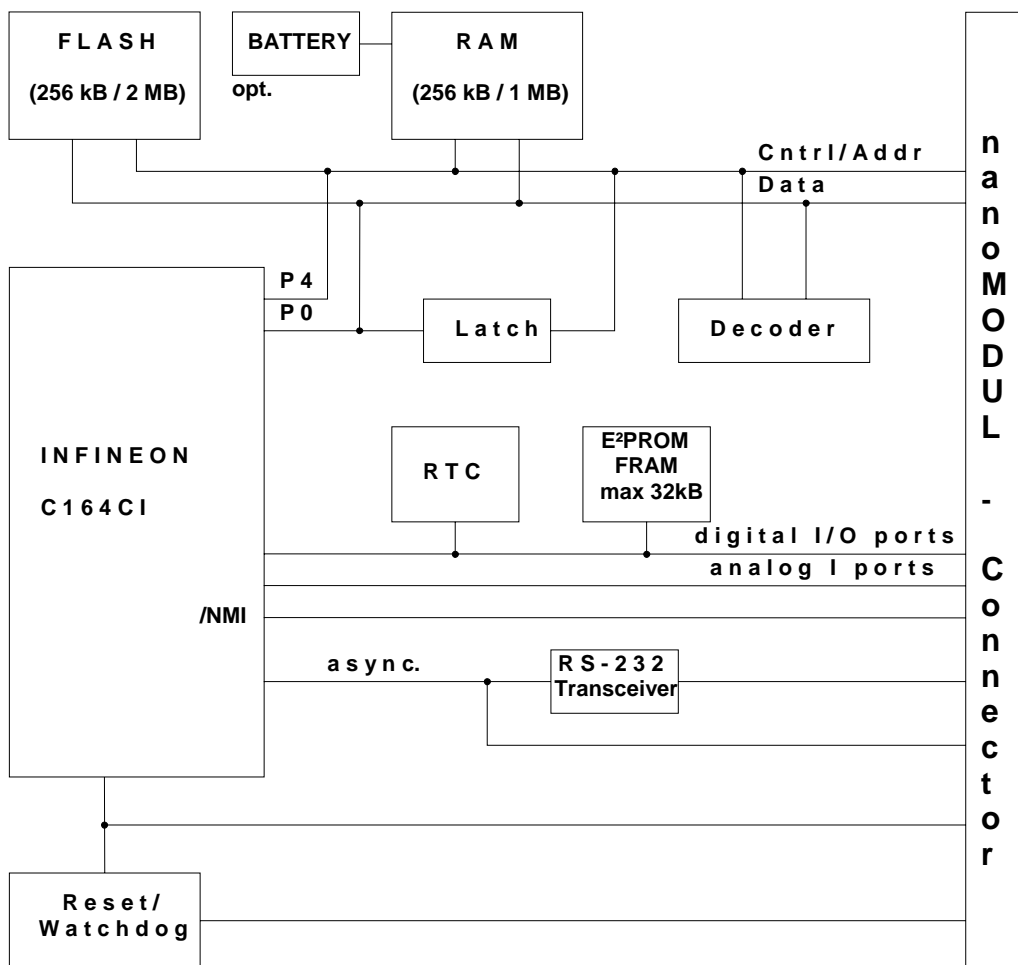 FLASH
(256 kB / 2 MB)
BATTERY
opt.
RAM
(256 kB / 1 MB)
Cntrl/Addr
Data
P4
P0
Latch
Decoder
INFINEON
C164CI
RTC
E²PROM
FRAM
max 32kB
digital I/O ports
analog I ports
/NMI
async.
RS-232
Transceiver
Reset/
Watchdog
nanoMODUL - Connector